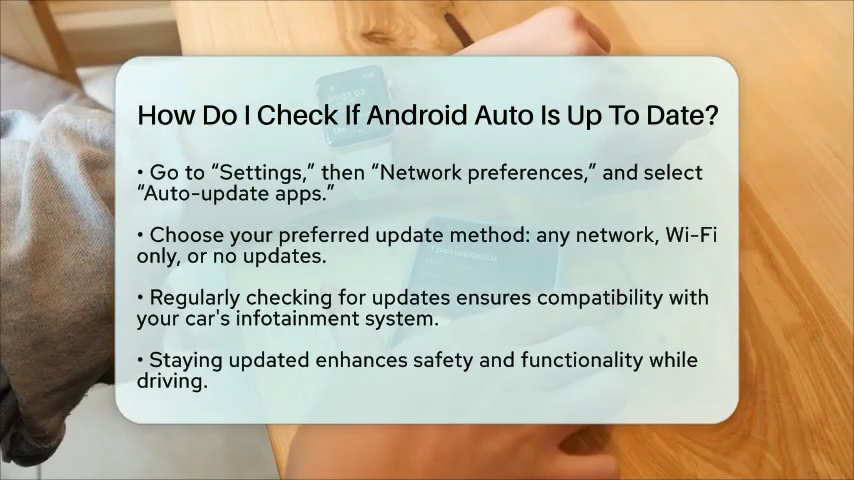 How Do I Check If Android Auto Is Up To Date?
• Go to “Settings,” then “Network preferences,” and select
“Auto-update apps.”
• Choose your preferred update method: any network, Wi-Fi
only, or no updates.
• Regularly checking for updates ensures compatibility with
your car's infotainment system.
• Staying updated enhances safety and functionality while
driving.